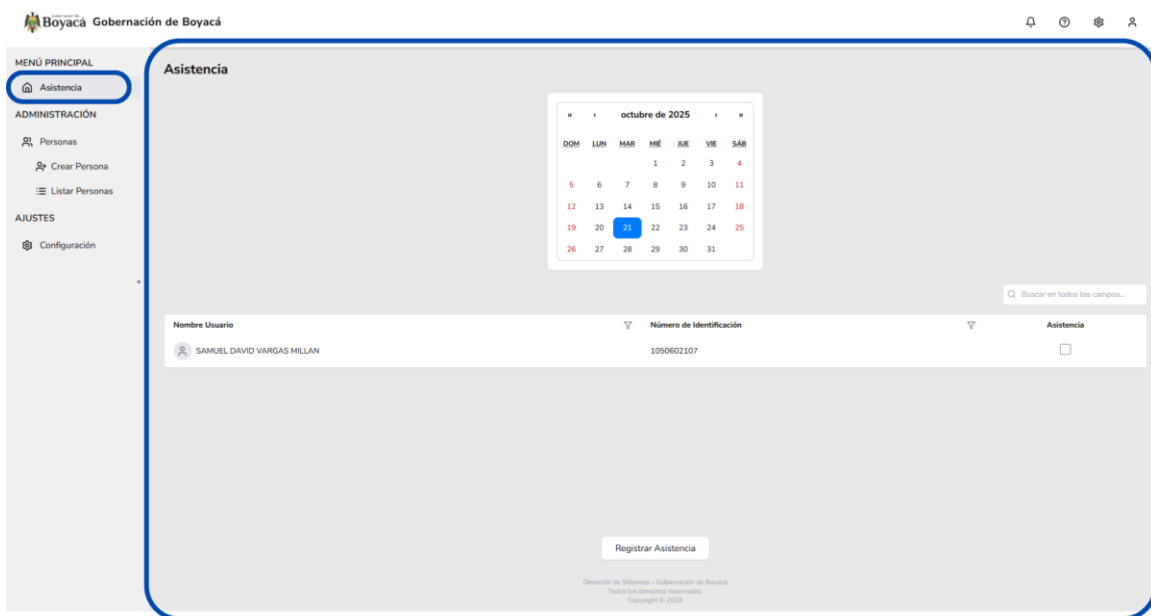 Gobernación de
Boyacá Gobernación de Boyacá
MENÚ PRINCIPAL
Asistencia
ADMINISTRACIÓN
Personas
Crear Persona
Listar Personas
AJUSTES
Configuración
«
Asistencia
« ‹ octubre de 2025 › »
DOM LUN MAR MIÉ JUE VIE SÁB
1 2 3 4
5 6 7 8 9 10 11
12 13 14 15 16 17 18
19 20 21 22 23 24 25
26 27 28 29 30 31
Buscar en todos los campos...
Nombre Usuario Número de Identificación Asistencia
SAMUEL DAVID VARGAS MILLAN 1050602107
Registrar Asistencia
Dirección de Sistemas - Gobernación de Boyacá
Todos los derechos reservados.
Copyright © 2025